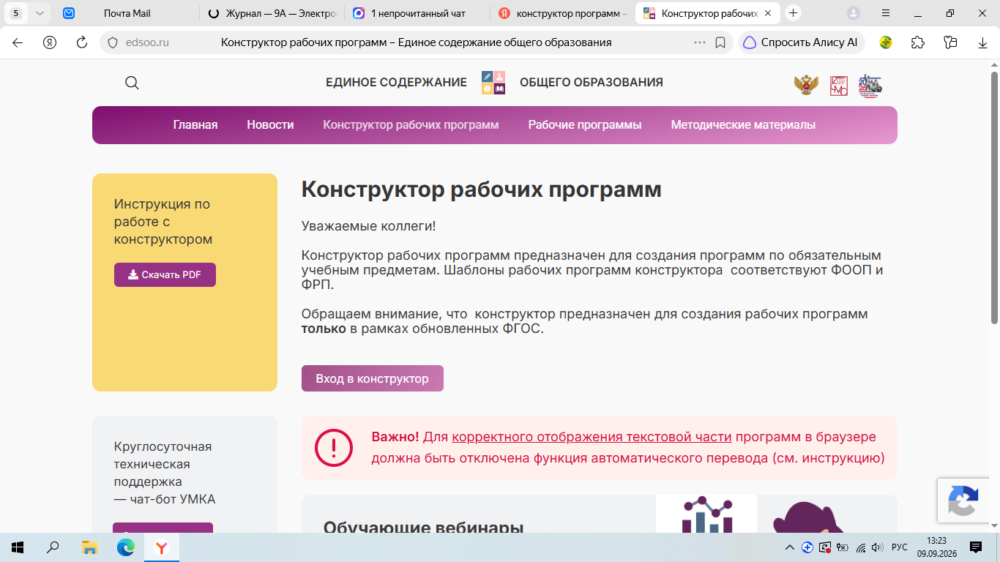 5
Почта Mail
Журнал — 9А — Электро
1 непрочитанный чат
конструктор программ –
Конструктор рабочих
edsoo.ru
Конструктор рабочих программ – Единое содержание общего образования
Спросить Алису AI
ЕДИНОЕ СОДЕРЖАНИЕ
ОБЩЕГО ОБРАЗОВАНИЯ
Главная
Новости
Конструктор рабочих программ
Рабочие программы
Методические материалы
Инструкция по
работе с
конструктором
Скачать PDF
Конструктор рабочих программ
Уважаемые коллеги!
Конструктор рабочих программ предназначен для создания программ по обязательным
учебным предметам. Шаблоны рабочих программ конструктора соответствуют ФООП и
ФРП.
Обращаем внимание, что конструктор предназначен для создания рабочих программ
только в рамках обновленных ФГОС.
Вход в конструктор
Круглосуточная
техническая
поддержка
— чат-бот УМКА
Важно! Для корректного отображения текстовой части программ в браузере
должна быть отключена функция автоматического перевода (см. инструкцию)
Обучающие вебинары
РУС
13:23
09.09.2026